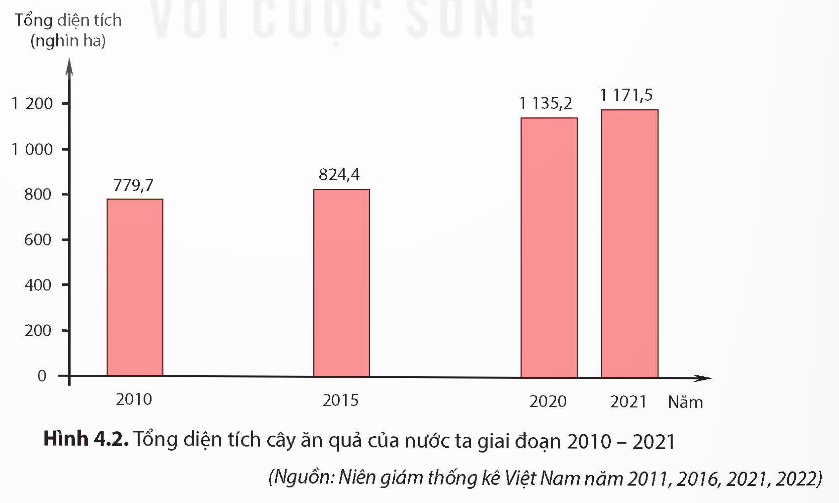 VỚI CUỘC SỐNG
Tổng diện tích
(nghìn ha)
1 200
1 000
800
600
400
200
0
779,7
824,4
1 135,2
1 171,5
2010
2015
2020
2021
Năm
Hình 4.2. Tổng diện tích cây ăn quả của nước ta giai đoạn 2010 – 2021
(Nguồn: Niên giám thống kê Việt Nam năm 2011, 2016, 2021, 2022)